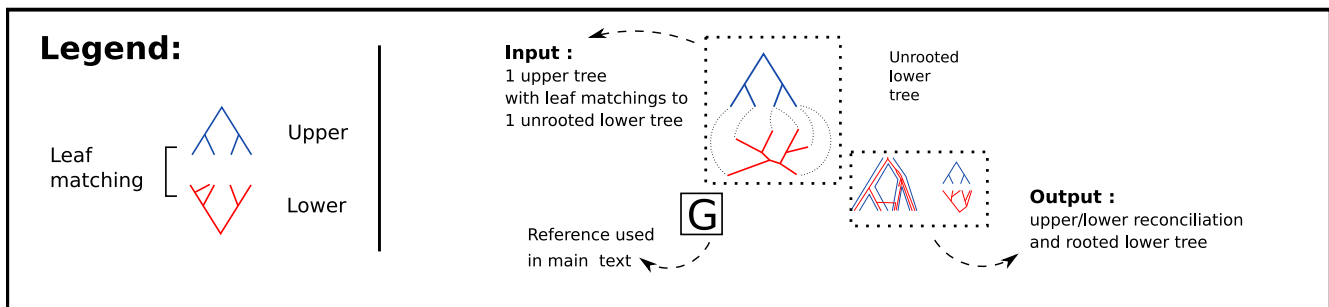 Legend:
Upper
Leaf
matching
Lower
Input :
1 upper tree
with leaf matchings to
1 unrooted lower tree
Unrooted
lower
tree
G
Reference used
in main text
Output :
upper/lower reconciliation
and rooted lower tree